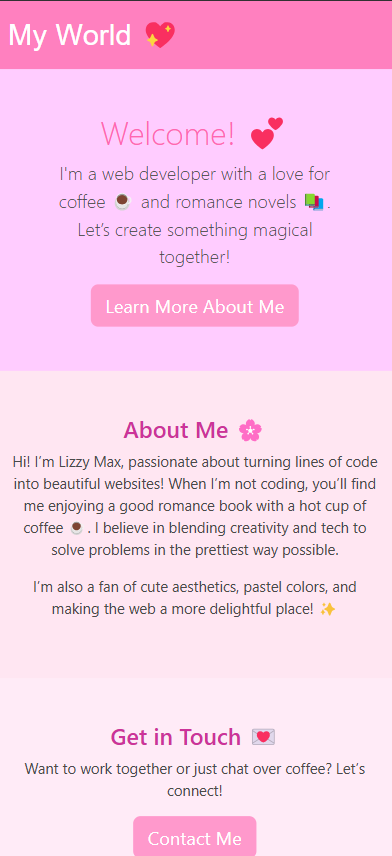 My World 💖
Welcome! 💕
I'm a web developer with a love for
coffee ☕ and romance novels 📚.
Let’s create something magical
together!
Learn More About Me
About Me 🌸
Hi! I’m Lizzy Max, passionate about turning lines of code
into beautiful websites! When I’m not coding, you’ll find
me enjoying a good romance book with a hot cup of
coffee ☕. I believe in blending creativity and tech to
solve problems in the prettiest way possible.
I’m also a fan of cute aesthetics, pastel colors, and
making the web a more delightful place! ✨
Get in Touch 💌
Want to work together or just chat over coffee? Let’s
connect!
Contact Me